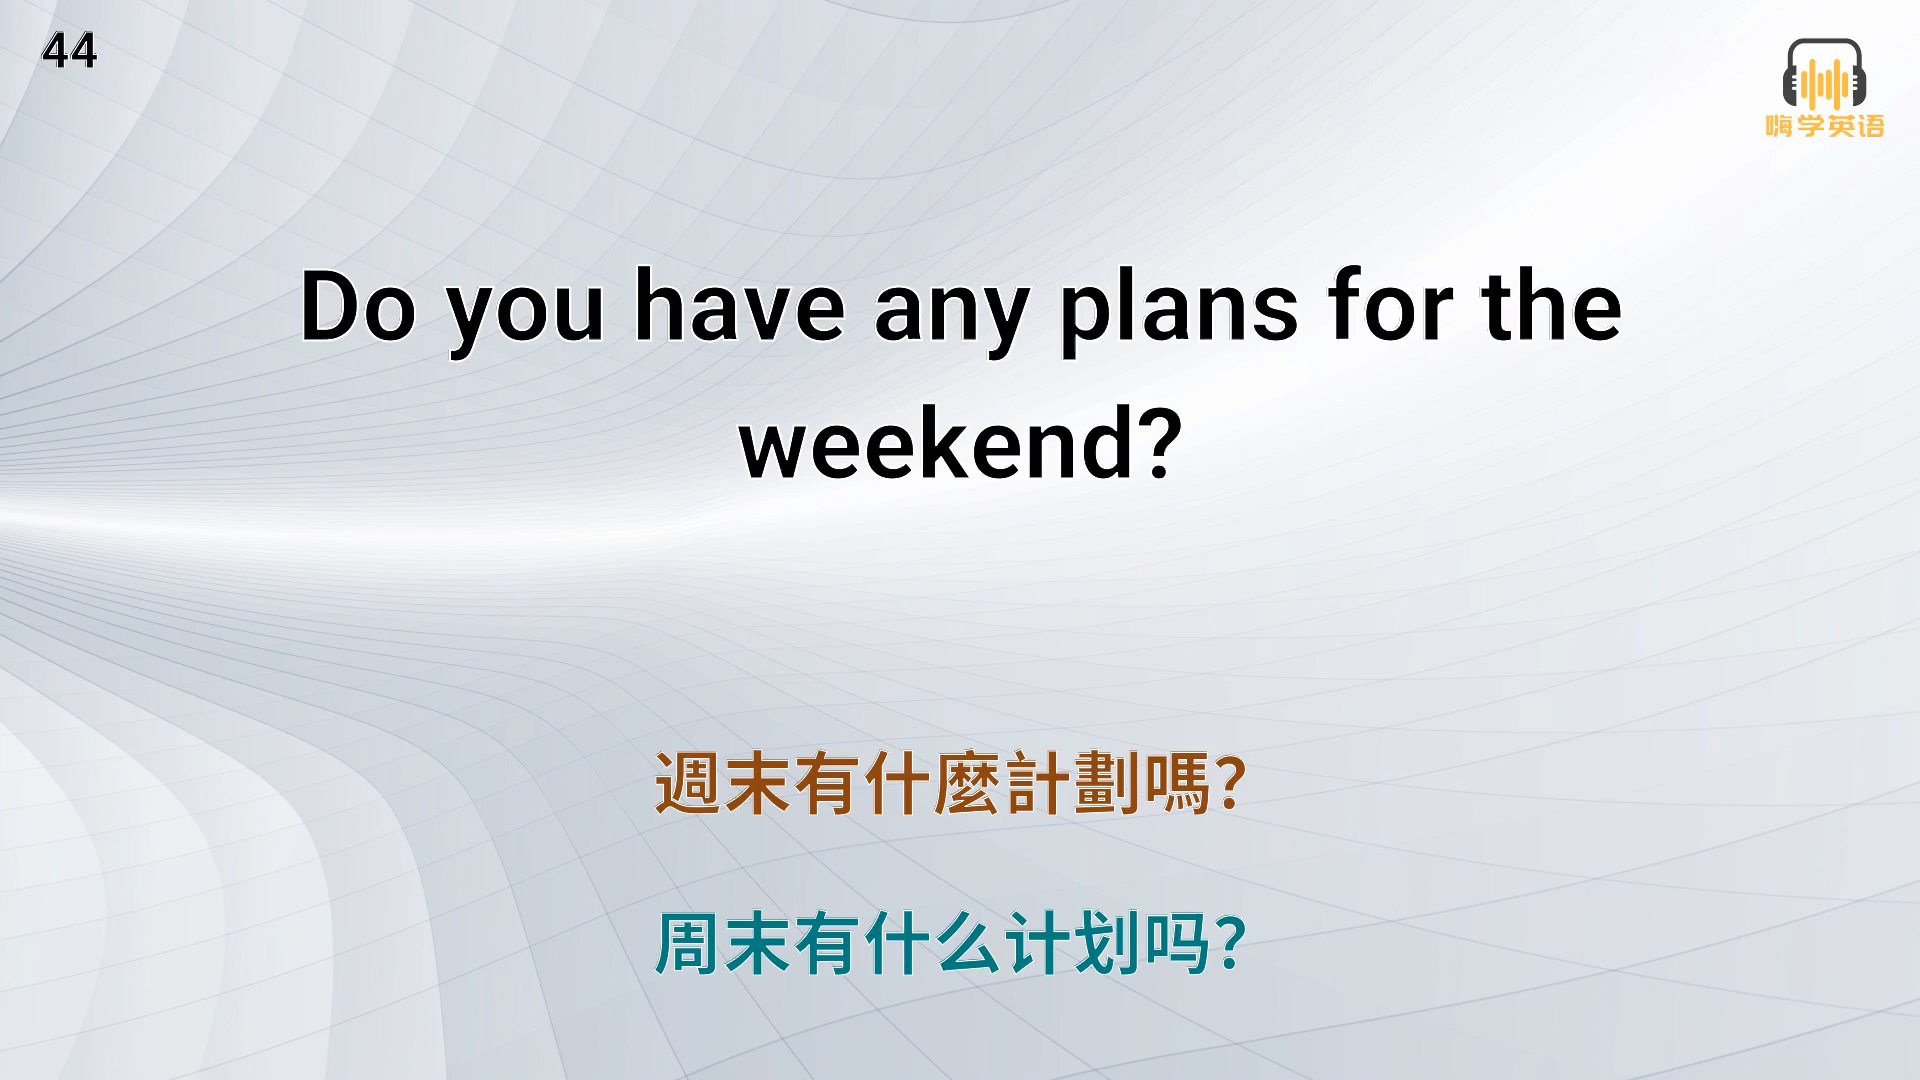 44
嗨学英语
Do you have any plans for the
weekend?
週末有什麼計劃嗎？
周末有什么计划吗？